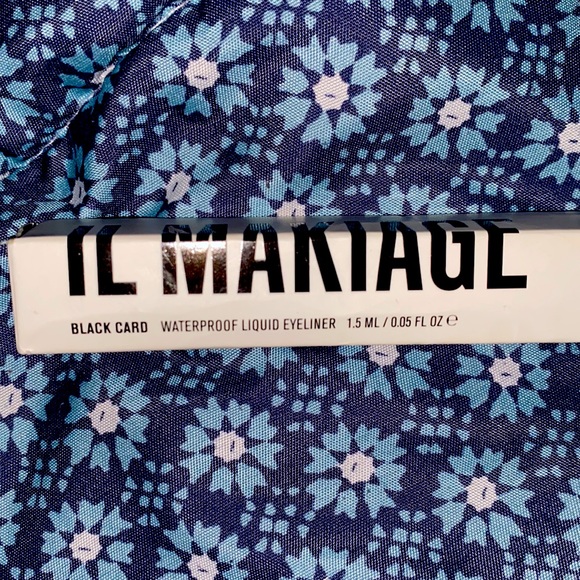 IL MAKIAGE
BLACK CARD WATERPROOF LIQUID EYELINER 1.5 ML / 0.05 FL OZ ℮